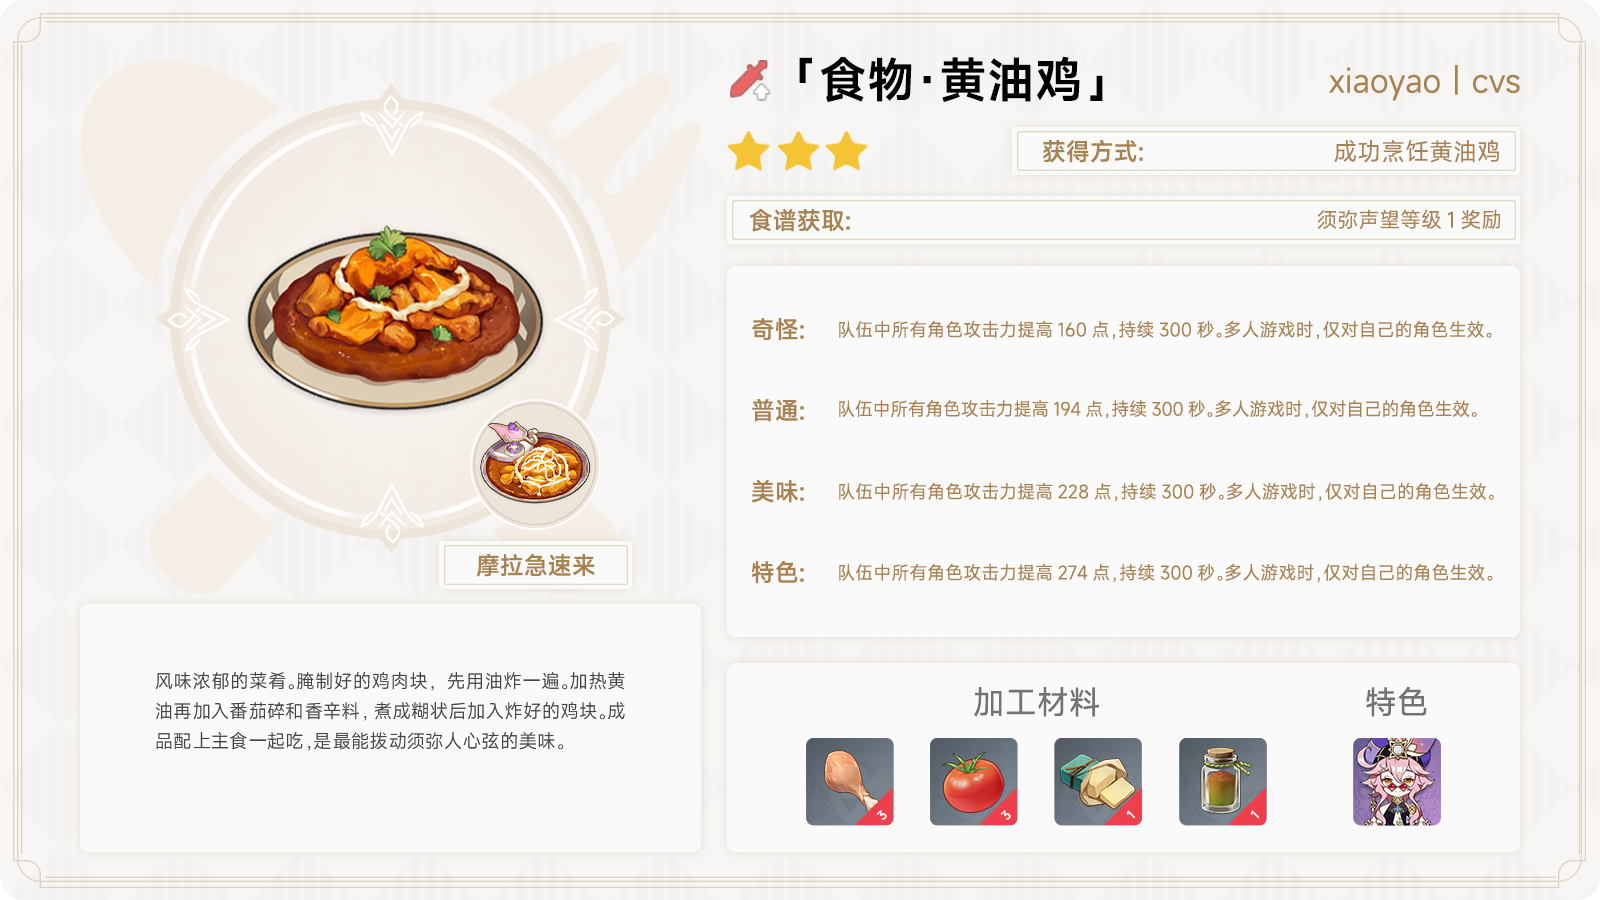 「食物·黄油鸡」
xiaoyao | cvs
获得方式:
成功烹饪黄油鸡
食谱获取:
须弥声望等级 1 奖励
奇怪:
队伍中所有角色攻击力提高 160 点,持续 300 秒。多人游戏时,仅对自己的角色生效。
普通:
队伍中所有角色攻击力提高 194 点,持续 300 秒。多人游戏时,仅对自己的角色生效。
美味:
队伍中所有角色攻击力提高 228 点,持续 300 秒。多人游戏时,仅对自己的角色生效。
特色:
队伍中所有角色攻击力提高 274 点,持续 300 秒。多人游戏时,仅对自己的角色生效。
摩拉急速来
风味浓郁的菜肴。腌制好的鸡肉块，先用油炸一遍。加热黄
油再加入番茄碎和香辛料，煮成糊状后加入炸好的鸡块。成
品配上主食一起吃,是最能拨动须弥人心弦的美味。
加工材料
特色
3
3
1
1